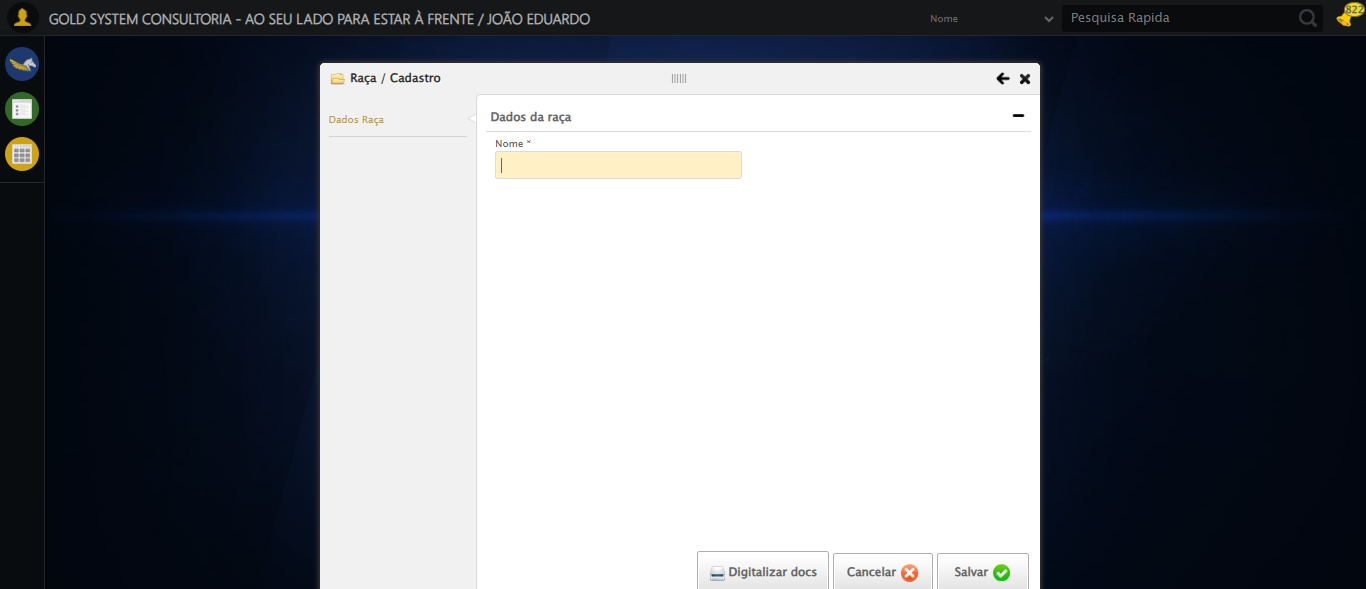 GOLD SYSTEM CONSULTORIA - AO SEU LADO PARA ESTAR À FRENTE / JOÃO EDUARDO
Nome
Pesquisa Rapida
822
Raça / Cadastro
Dados Raça
Dados da raça
Nome *
Digitalizar docs
Cancelar
Salvar